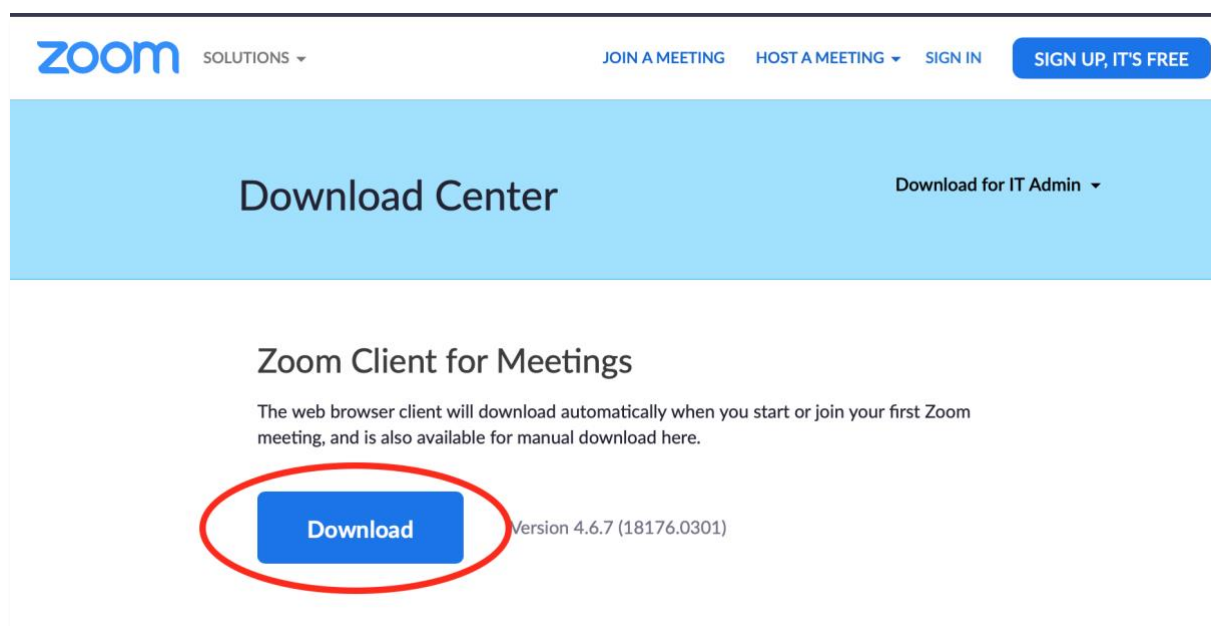 zoom SOLUTIONS JOIN A MEETING HOST A MEETING SIGN IN SIGN UP, IT'S FREE
Download Center Download for IT Admin
Zoom Client for Meetings
The web browser client will download automatically when you start or join your first Zoom
meeting, and is also available for manual download here.
Download Version 4.6.7 (18176.0301)